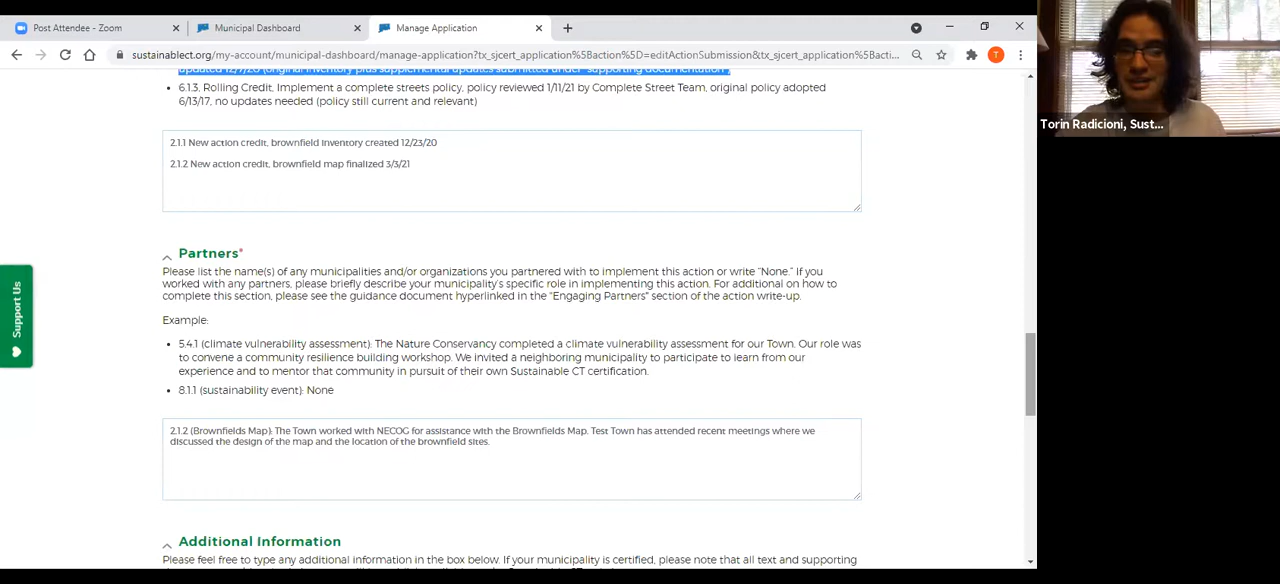 Post Attendee - Zoom
Municipal Dashboard
Manage Application
sustainablect.org/my-account/municipal-dashboard/manage-application?tx_sjcert_application%5Baction%5D=editActionSubmission&tx_sjcert_application%5Bacti...
T
updated 12/7/20 (original inventory plus supplemental updates submitted under "supporting documentation")
6.1.3. Rolling Credit. Implement a complete streets policy, policy reviewed 1/11/21 by Complete Street Team, original policy adopted
6/13/17, no updates needed (policy still current and relevant)
2.1.1 New action credit, brownfield inventory created 12/23/20
2.1.2 New action credit, brownfield map finalized 3/3/21
Partners*
Please list the name(s) of any municipalities and/or organizations you partnered with to implement this action or write "None." If you
worked with any partners, please briefly describe your municipality's specific role in implementing this action. For additional on how to
complete this section, please see the guidance document hyperlinked in the "Engaging Partners" section of the action write-up.
Example:
5.4.1 (climate vulnerability assessment): The Nature Conservancy completed a climate vulnerability assessment for our Town. Our role was
to convene a community resilience building workshop. We invited a neighboring municipality to participate to learn from our
experience and to mentor that community in pursuit of their own Sustainable CT certification.
8.1.1 (sustainability event): None
2.1.2 (Brownfields Map): The Town worked with NECOG for assistance with the Brownfields Map. Test Town has attended recent meetings where we
discussed the design of the map and the location of the brownfield sites.
Additional Information
Please feel free to type any additional information in the box below. If your municipality is certified, please note that all text and supporting
Support Us
Torin Radicioni, Sust...